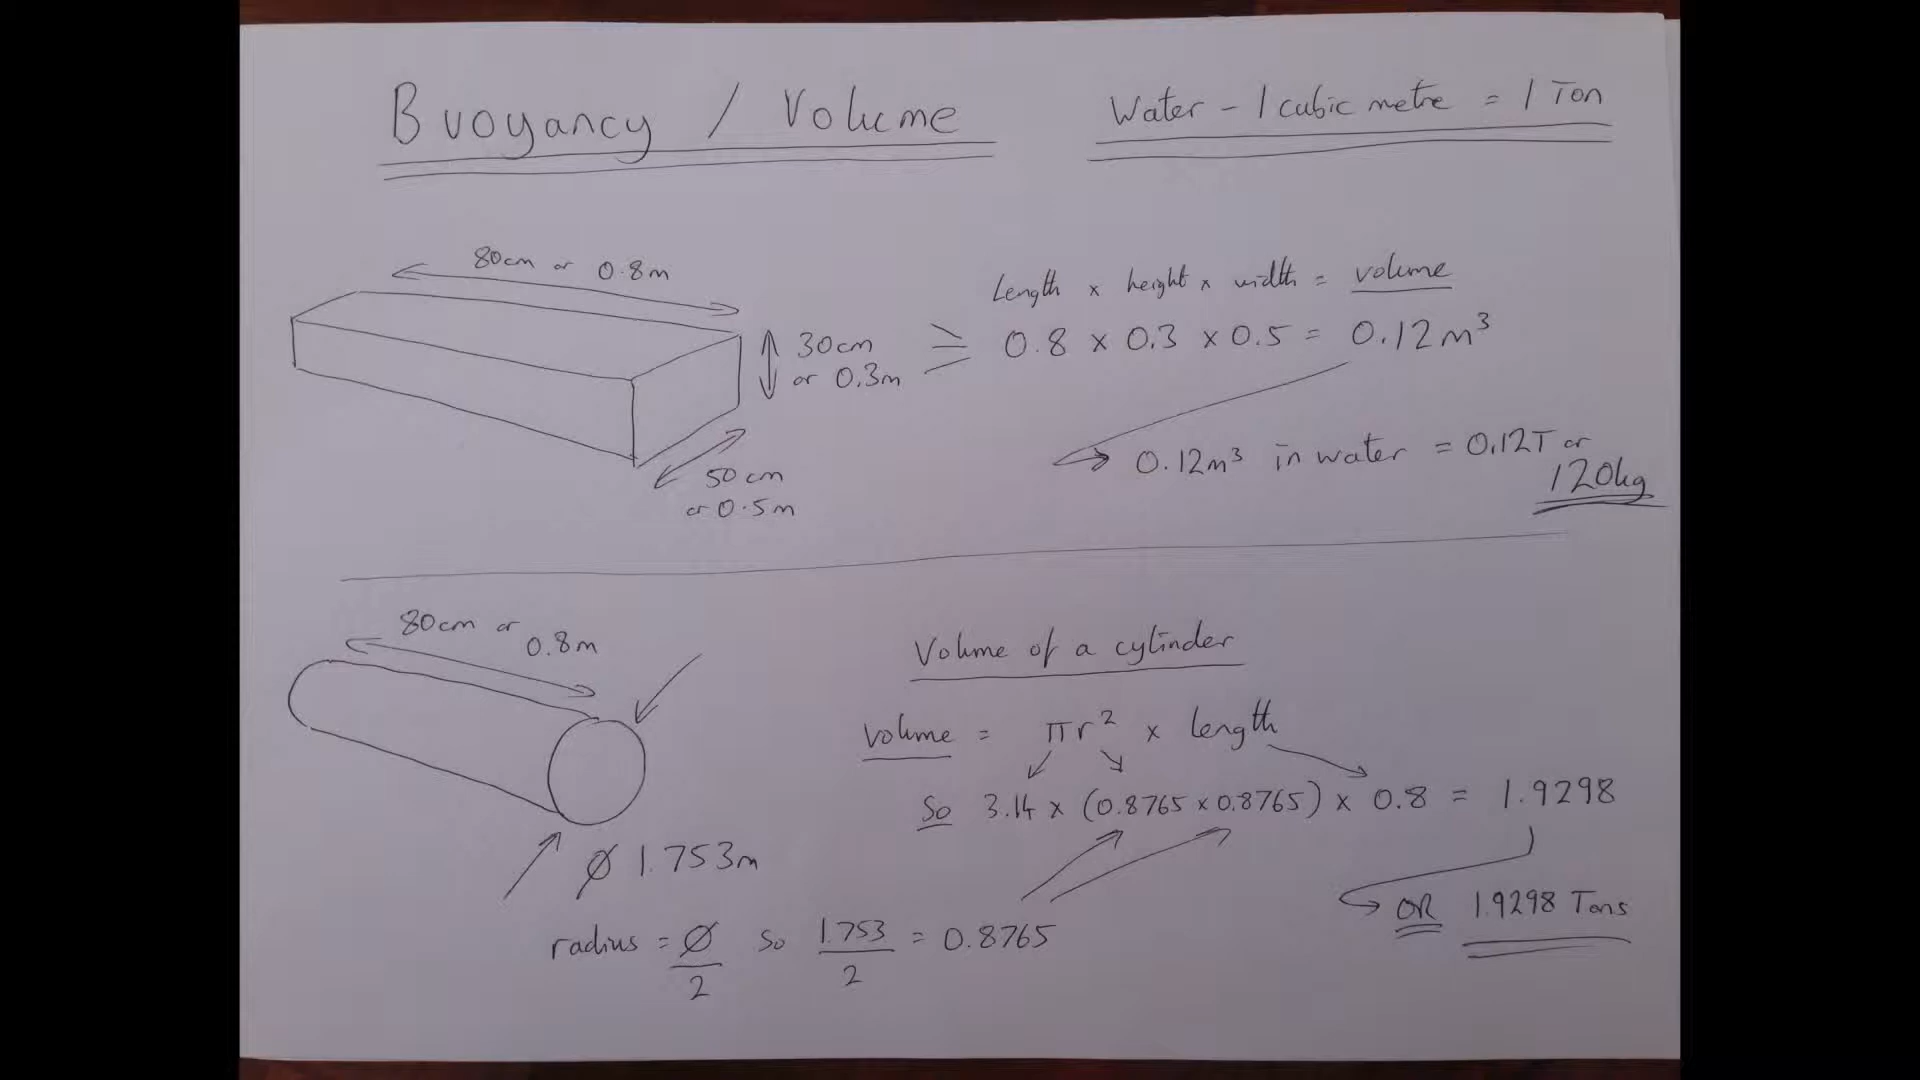 Buoyancy / Volume
Water - 1 cubic metre = 1 Ton
80cm or 0.8m
30cm
or 0.3m
50cm
or 0.5m
Length x height x width = volume
0.8 x 0.3 x 0.5 = 0.12m³
0.12m³ in water = 0.12T or
120kg
80cm or
0.8m
Ø 1.753m
radius = Ø/2 so 1.753/2 = 0.8765
Volume of a cylinder
Volume = πr² x length
So 3.14 x (0.8765 x 0.8765) x 0.8 = 1.9298
OR 1.9298 Tons